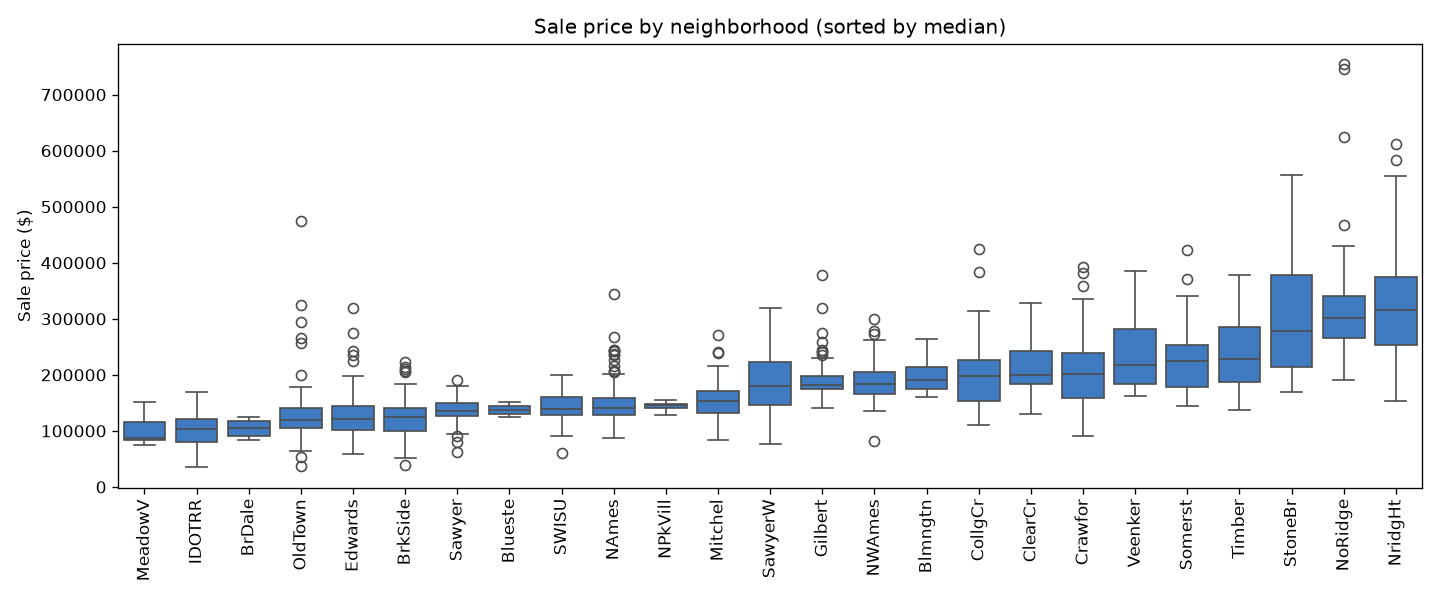 Sale price by neighborhood (sorted by median)
Sale price ($)
700000
600000
500000
400000
300000
200000
100000
0
MeadowV
IDOTRR
BrDale
OldTown
Edwards
BrkSide
Sawyer
Blueste
SWISU
NAmes
NPkVill
Mitchel
SawyerW
Gilbert
NWAmes
Blmngtn
CollgCr
ClearCr
Crawfor
Veenker
Somerst
Timber
StoneBr
NoRidge
NridgHt